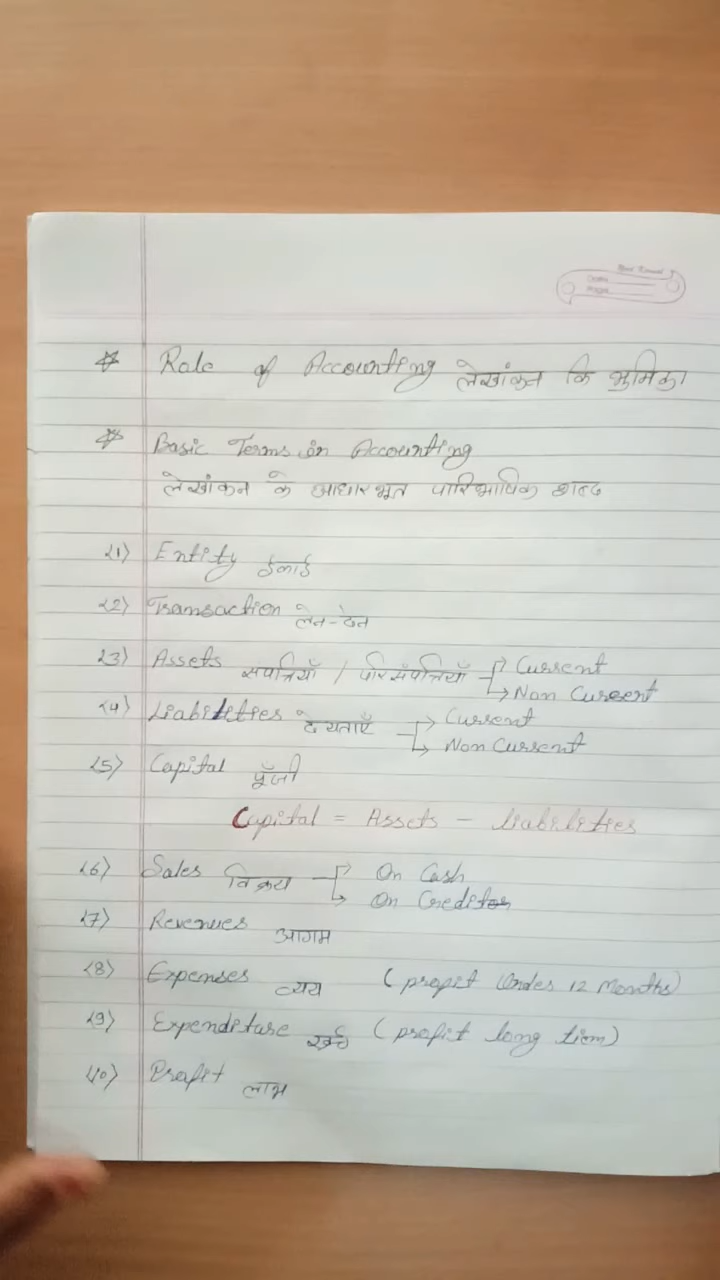 ☆ Role of Accounting लेखांकन कि भुमिका
☆ Basic Terms in Accounting
लेखांकन के आधारभूत पारिभाषिक शब्द
<1> Entity ईकाई
<2> Transaction लेन-देन
<3> Assets संपत्तियाँ / परिसंपत्तियाँ → Current
→ Non Current
<4> Liabilities देयताएँ → Current
→ Non Current
<5> Capital पूँजी
Capital = Assets - Liabilities
<6> Sales विक्रय → On Cash
→ On Credit
<7> Revenues आगम
<8> Expenses व्यय (profit Under 12 Months)
<9> Expenditure खर्च (profit long tiom)
<10> Profit लाभ